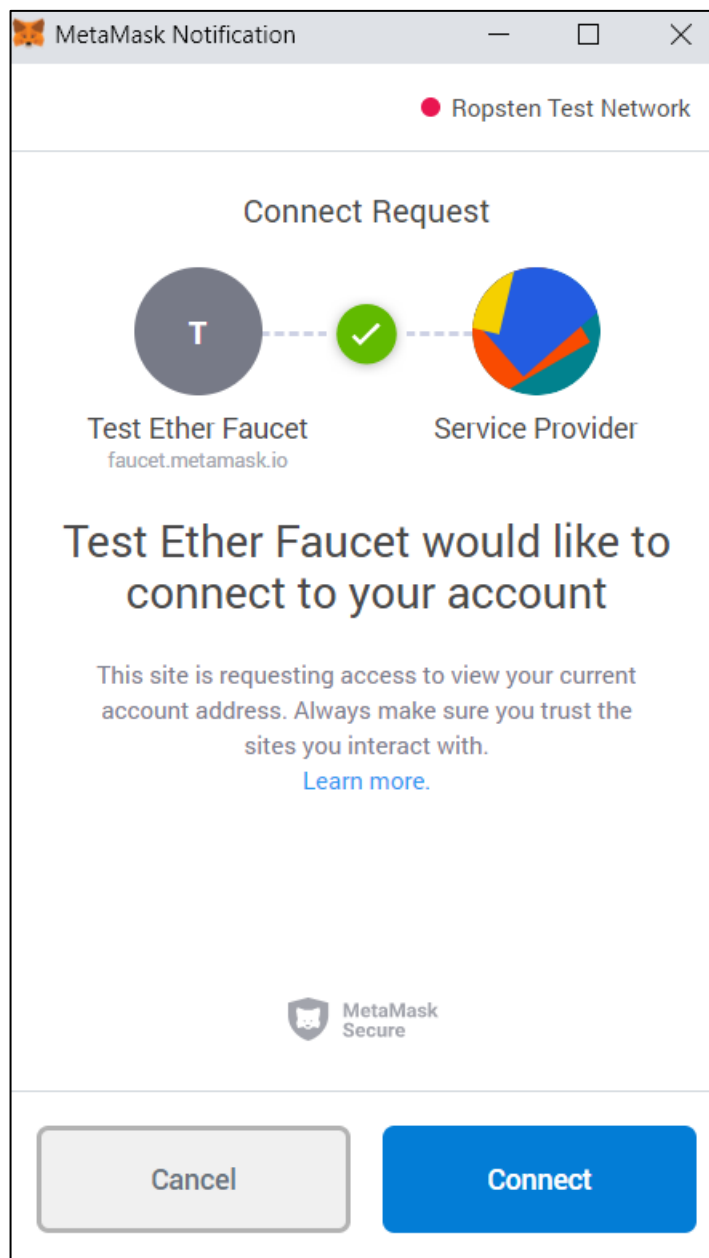 MetaMask Notification
Ropsten Test Network
Connect Request
T
Test Ether Faucet
faucet.metamask.io
Service Provider
Test Ether Faucet would like to
connect to your account
This site is requesting access to view your current
account address. Always make sure you trust the
sites you interact with.
Learn more.
MetaMask
Secure
Cancel
Connect